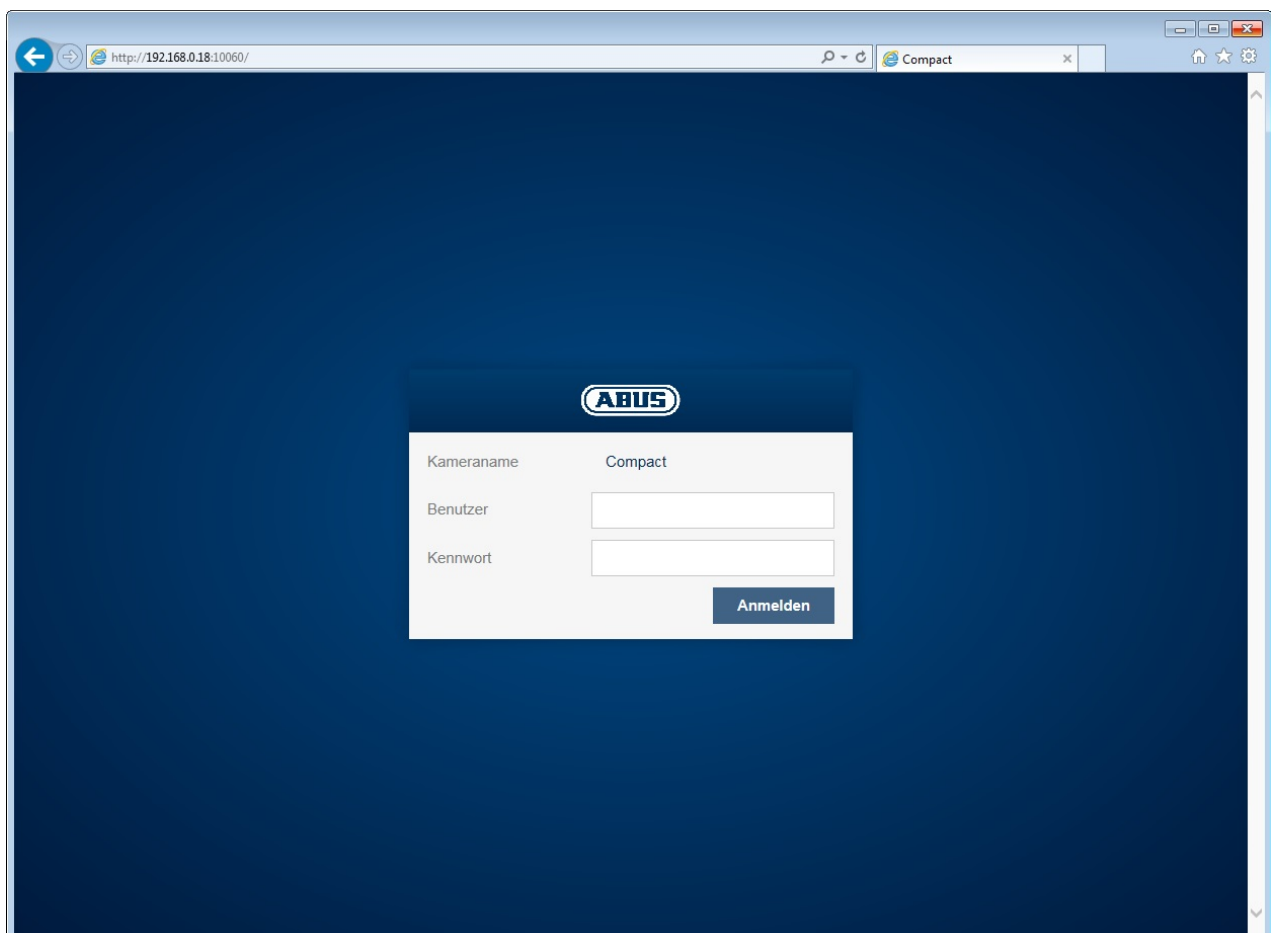 http://192.168.0.18:10060/
Compact
ABUS
Kameraname Compact
Benutzer
Kennwort
Anmelden